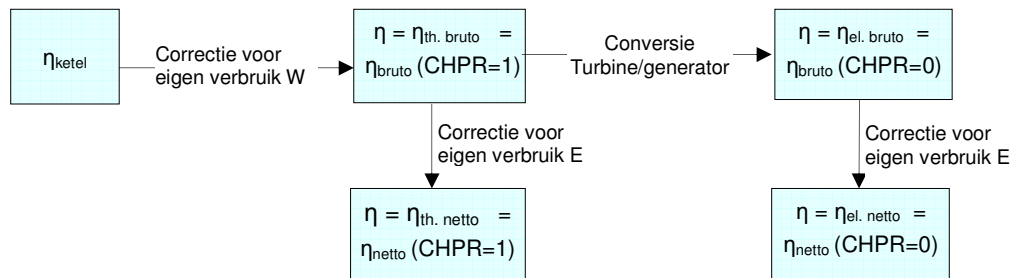 η = ηth. bruto =
ηbruto (CHPR=1)
η = ηel. bruto =
ηbruto (CHPR=0)
ηketel
Correctie voor
eigen verbruik W
Conversie
Turbine/generator
Correctie voor
eigen verbruik E
Correctie voor
eigen verbruik E
η = ηth. netto =
ηnetto (CHPR=1)
η = ηel. netto =
ηnetto (CHPR=0)